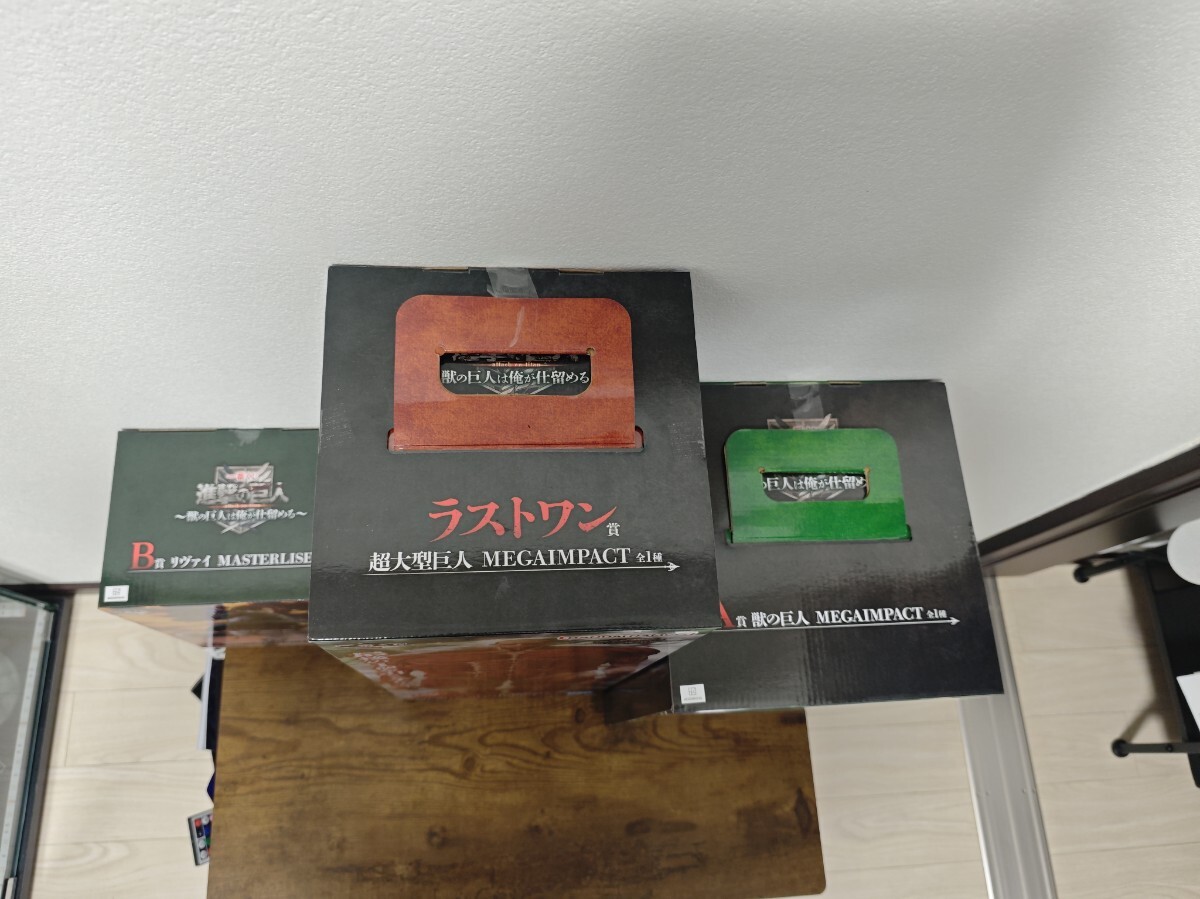 進撃の巨人
～獣の巨人は俺が仕留める～
B賞 リヴァイ MASTERLISE
獣の巨人は俺が仕留める
ラストワン賞
超大型巨人 MEGAIMPACT 全1種
の巨人は俺が仕留め
A賞 獣の巨人 MEGAIMPACT 全1種